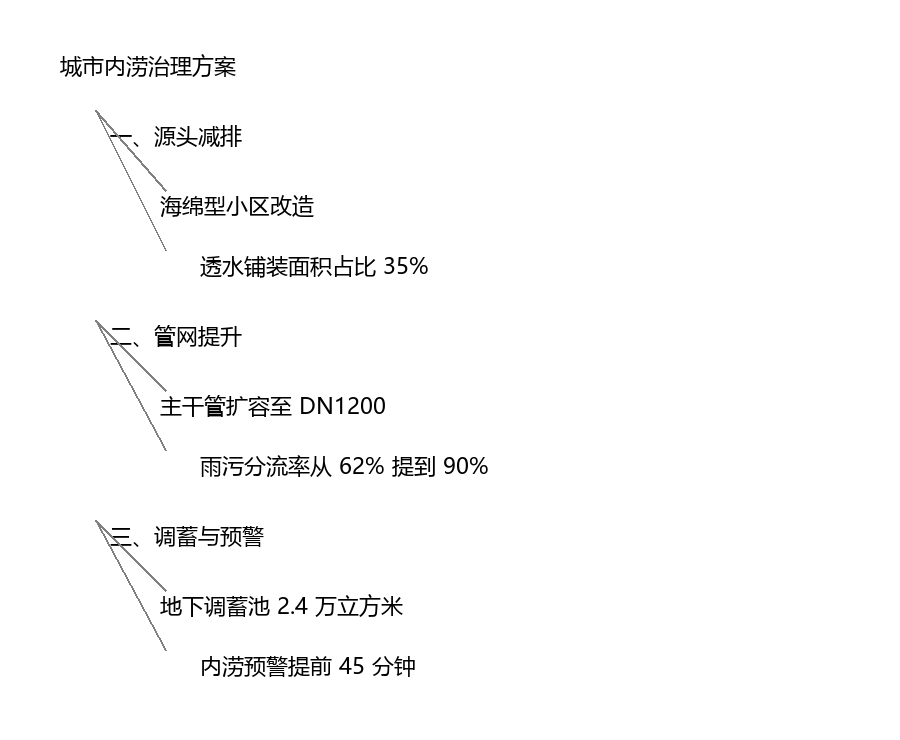 城市内涝治理方案
一、源头减排
海绵型小区改造
透水铺装面积占比 35%
二、管网提升
主干管扩容至 DN1200
雨污分流率从 62% 提到 90%
三、调蓄与预警
地下调蓄池 2.4 万立方米
内涝预警提前 45 分钟